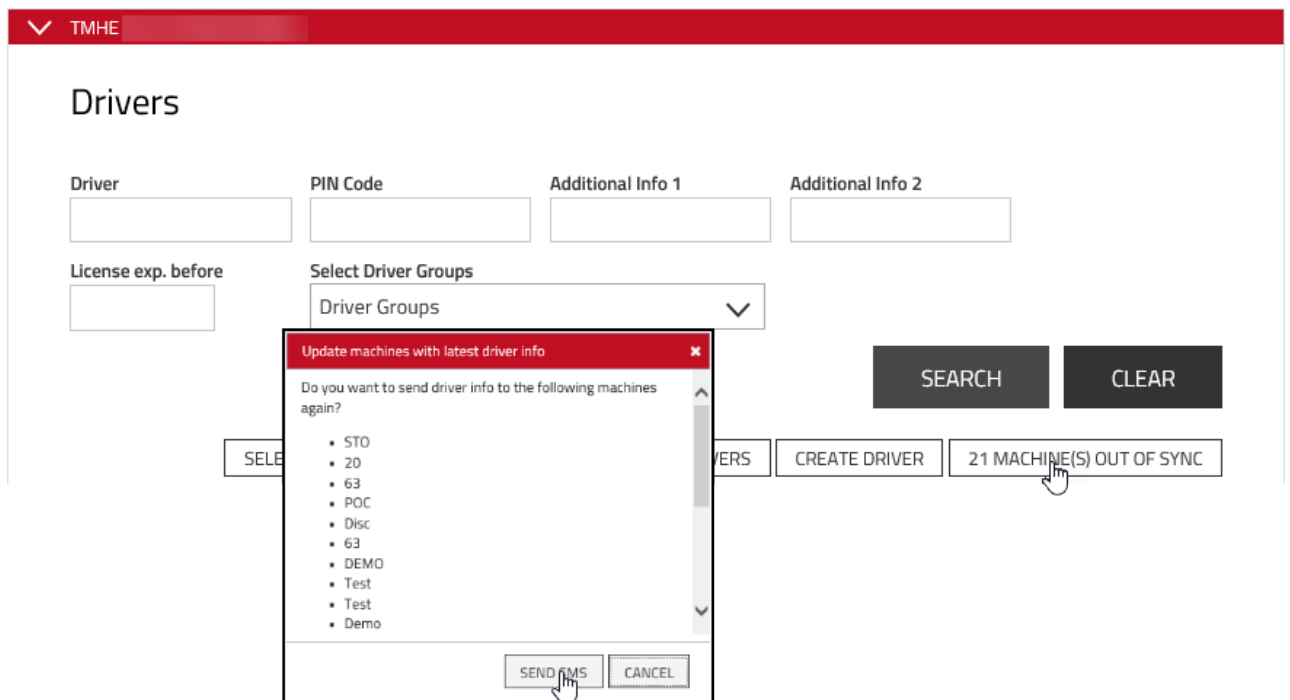 TMHE
Drivers
Driver PIN Code Additional Info 1 Additional Info 2
License exp. before Select Driver Groups
Driver Groups
SEARCH CLEAR
SELE VERS CREATE DRIVER 21 MACHINE(S) OUT OF SYNC
Update machines with latest driver info
Do you want to send driver info to the following machines
again?
STO
20
63
POC
Disc
63
DEMO
Test
Test
Demo
SEND SMS CANCEL